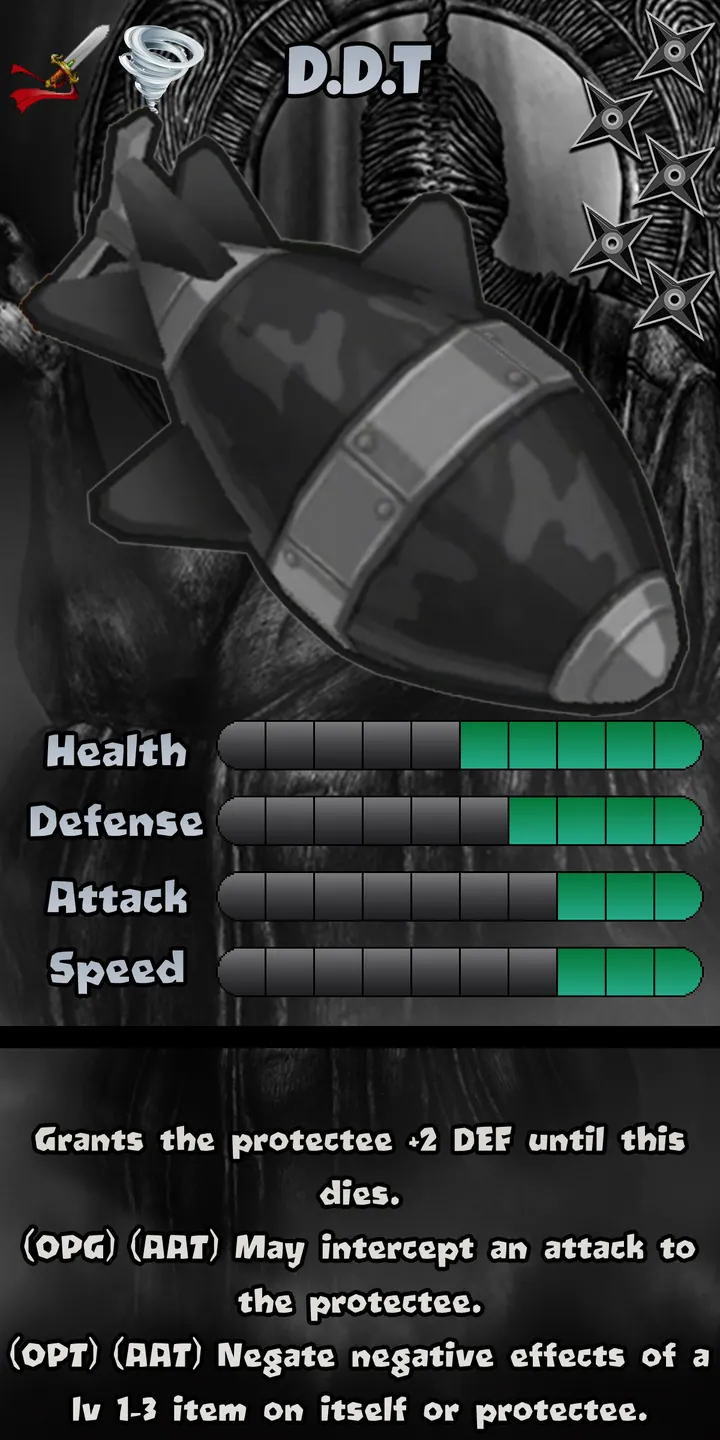 D.D.T
Health
Defense
Attack
Speed
Grants the protectee +2 DEF until this
dies.
(OPG) (AAT) May intercept an attack to
the protectee.
(OPT) (AAT) Negate negative effects of a
lv 1-3 item on itself or protectee.